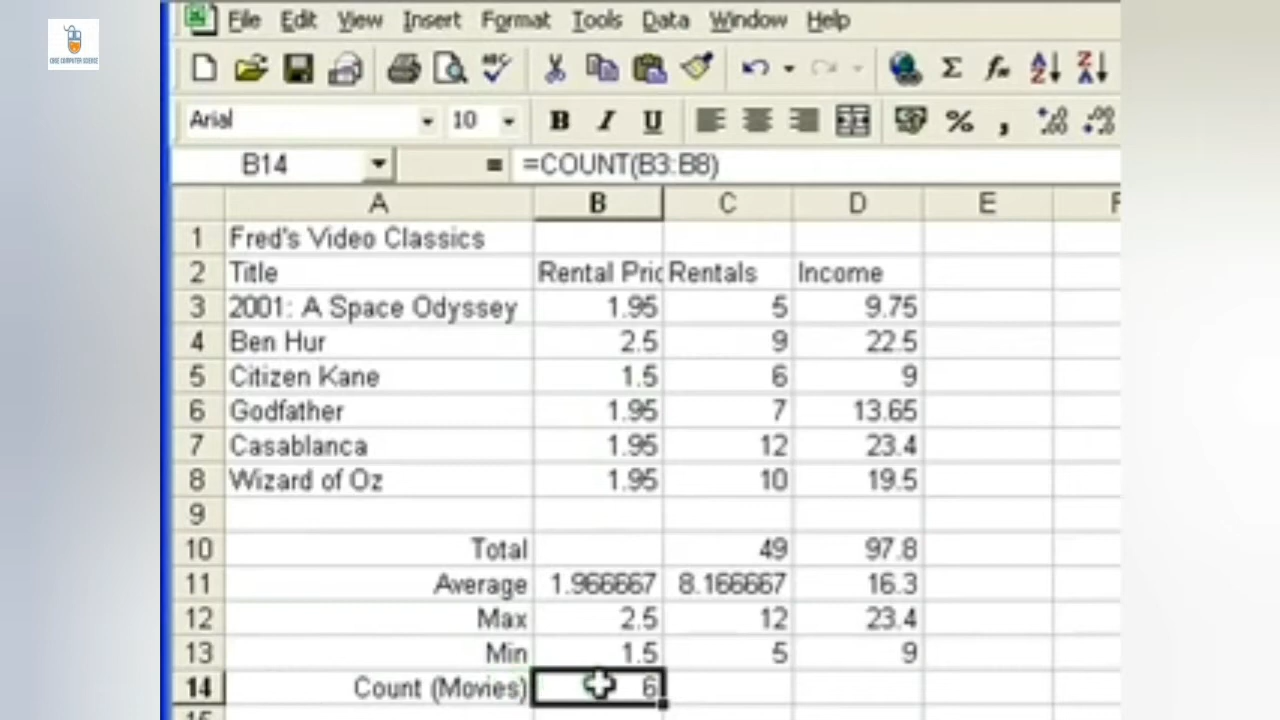 File Edit View Insert Format Tools Data Window Help
ABC Σ fx A Z Z A
Arial 10 B I U % ,
B14 = =COUNT(B3:B8)
A B C D E F
1 Fred's Video Classics
2 Title Rental Pric Rentals Income
3 2001: A Space Odyssey 1.95 5 9.75
4 Ben Hur 2.5 9 22.5
5 Citizen Kane 1.5 6 9
6 Godfather 1.95 7 13.65
7 Casablanca 1.95 12 23.4
8 Wizard of Oz 1.95 10 19.5
9
10 Total 49 97.8
11 Average 1.966667 8.166667 16.3
12 Max 2.5 12 23.4
13 Min 1.5 5 9
14 Count (Movies) 6
15